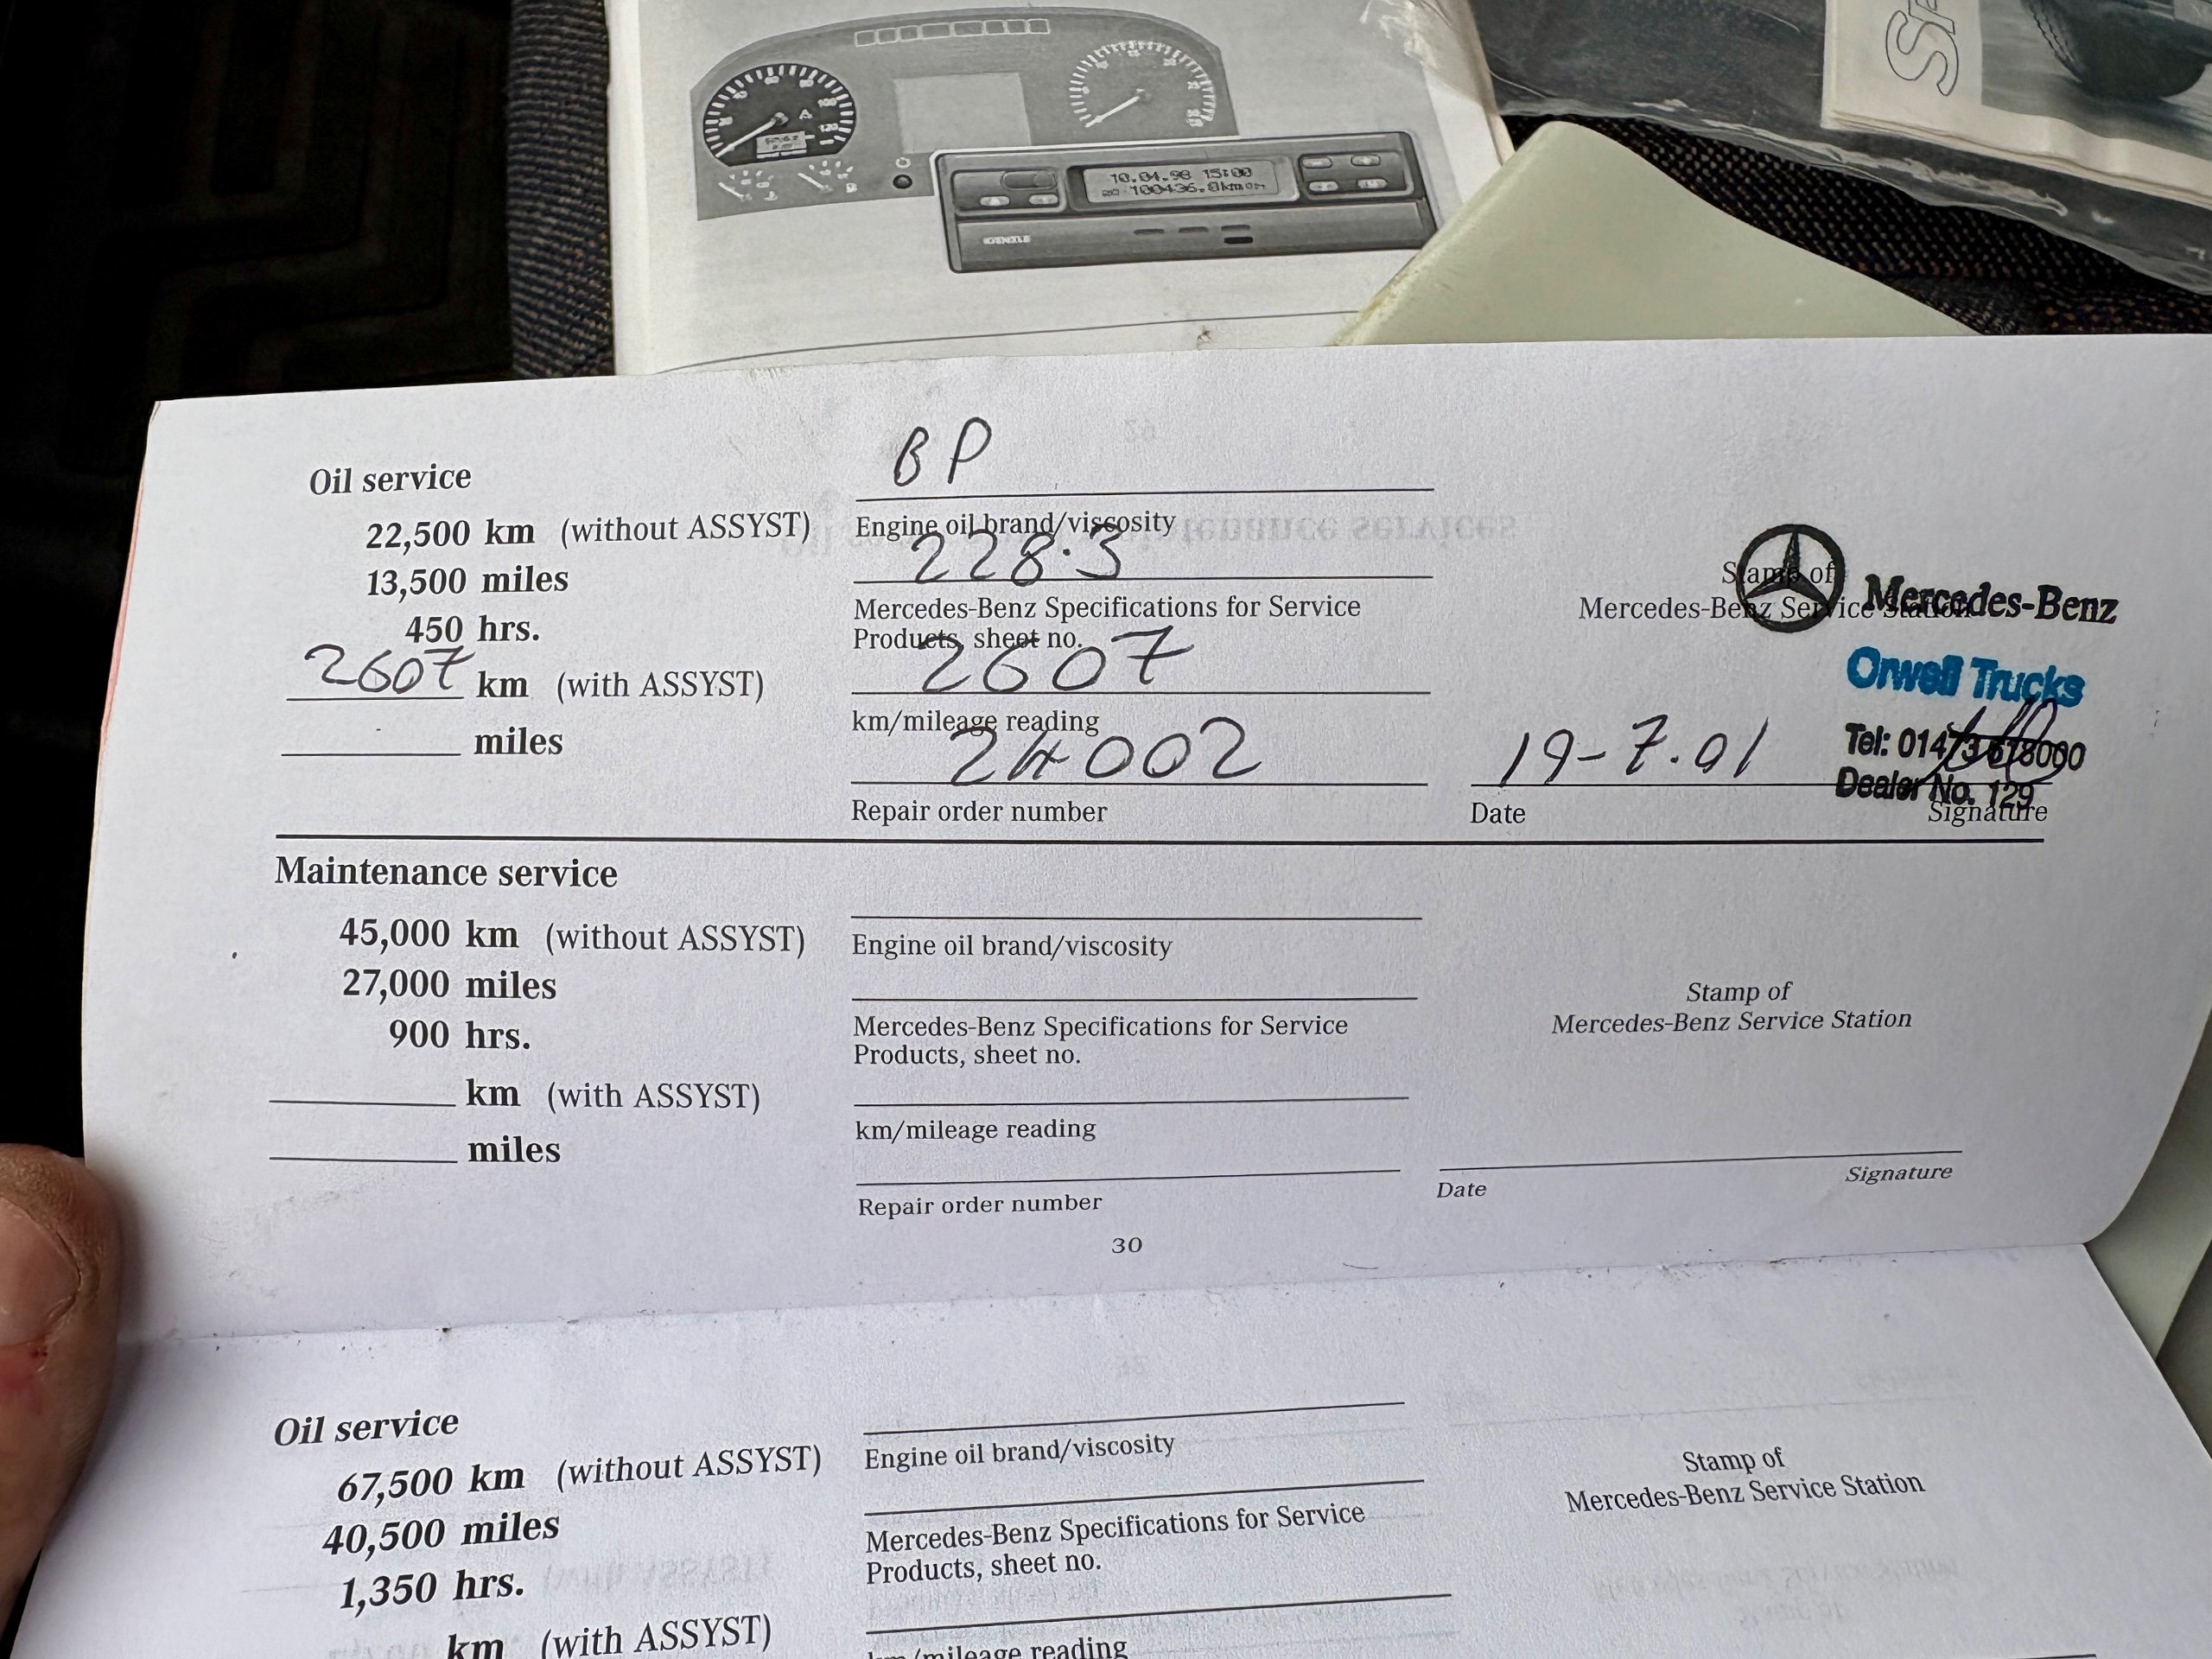 SP
10.04.98 15:00
100436.8km
KIENZLE
BP
Oil service
22,500 km (without ASSYST)
13,500 miles
450 hrs.
2607 km (with ASSYST)
miles
Engine oil brand/viscosity
228.3
Mercedes-Benz Specifications for Service
Products, sheet no.
2607
km/mileage reading
24002
Repair order number
Stamp of
Mercedes-Benz Service Station
Mercedes-Benz
Orwell Trucks
Tel: 01473 678000
Dealer No. 129
19-7.01
Date
Signature
Maintenance service
45,000 km (without ASSYST)
27,000 miles
900 hrs.
km (with ASSYST)
miles
Engine oil brand/viscosity
Mercedes-Benz Specifications for Service
Products, sheet no.
km/mileage reading
Repair order number
Stamp of
Mercedes-Benz Service Station
Date
Signature
30
Oil service
67,500 km (without ASSYST)
40,500 miles
1,350 hrs.
km (with ASSYST)
Engine oil brand/viscosity
Mercedes-Benz Specifications for Service
Products, sheet no.
km/mileage reading
Stamp of
Mercedes-Benz Service Station